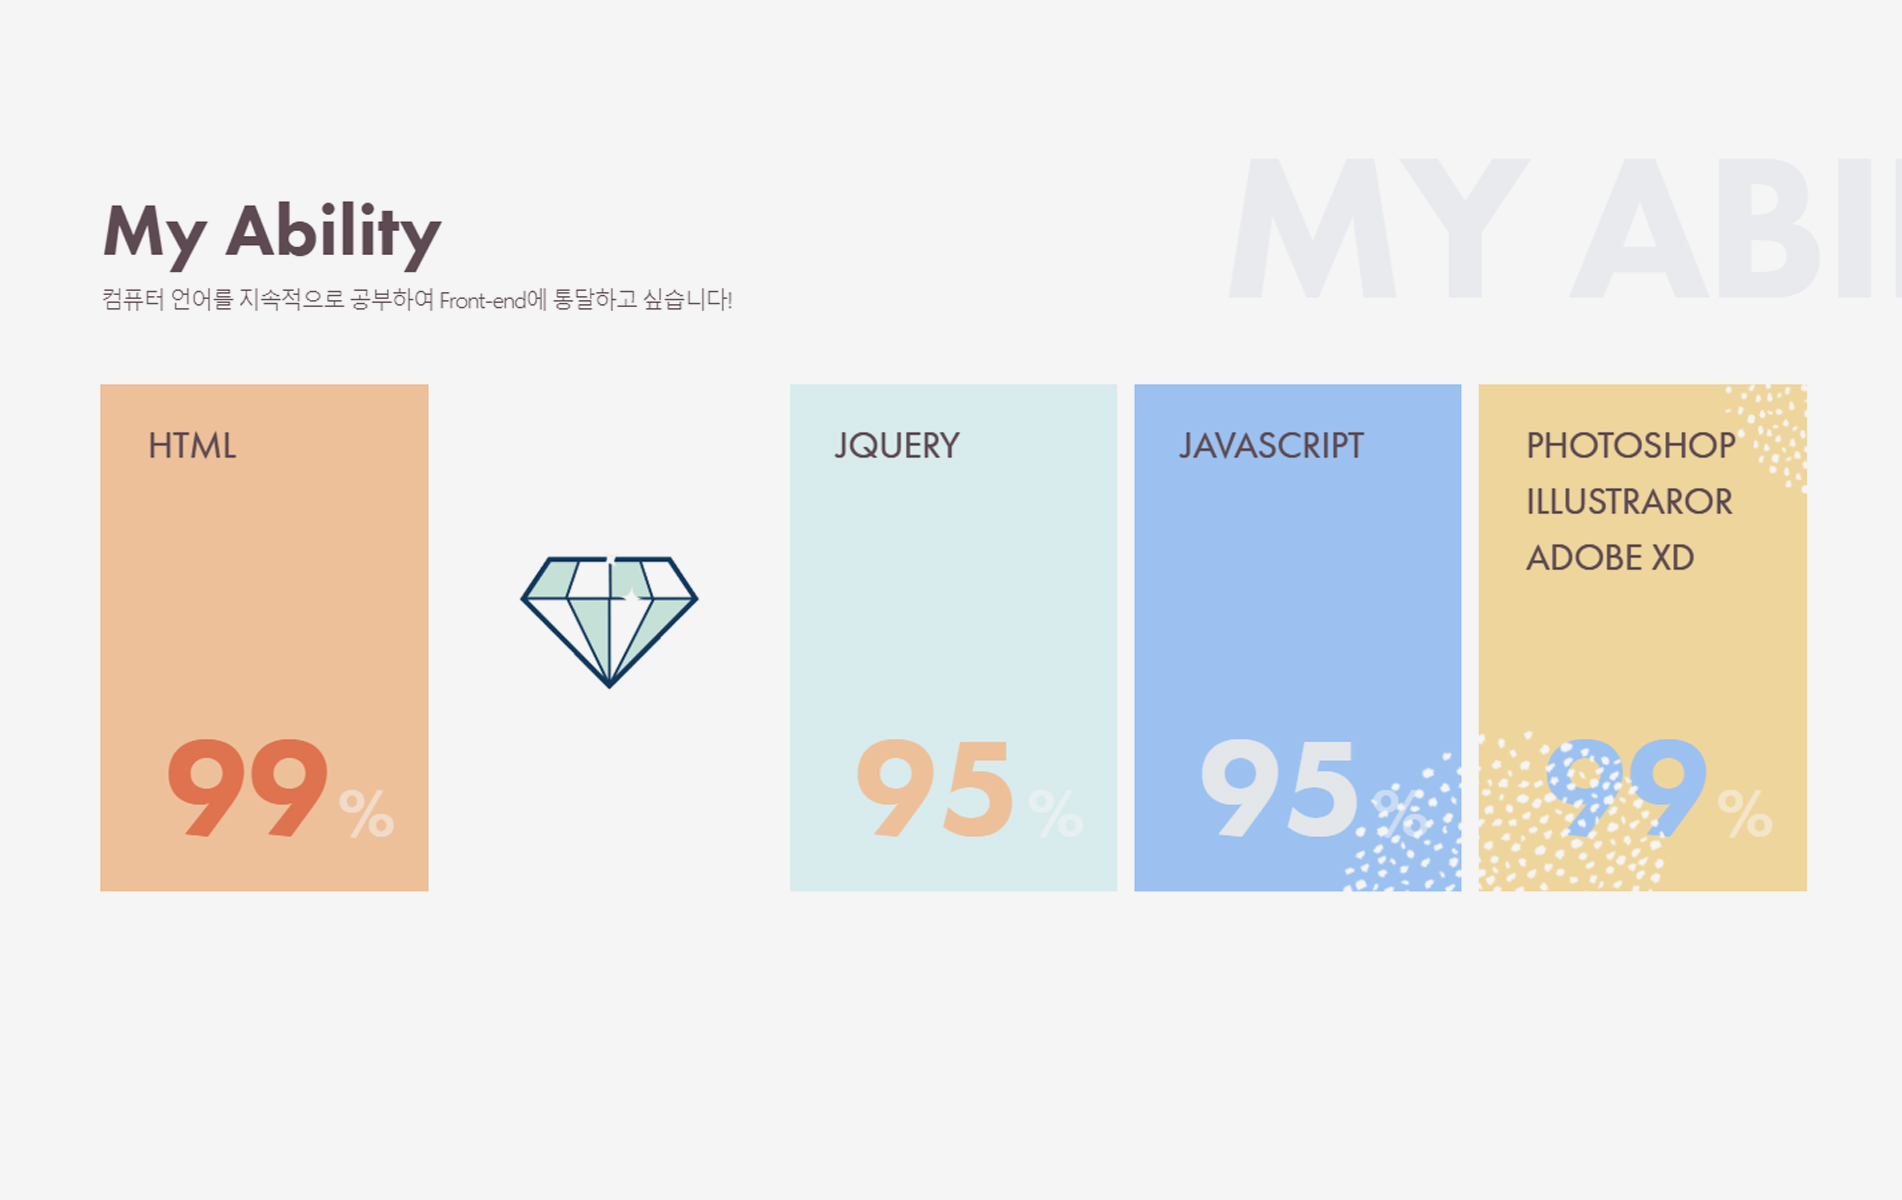 MY ABI
My Ability
컴퓨터 언어를 지속적으로 공부하여 Front-end에 통달하고 싶습니다!
HTML
99%
JQUERY
95%
JAVASCRIPT
95%
PHOTOSHOP
ILLUSTRAROR
ADOBE XD
99%